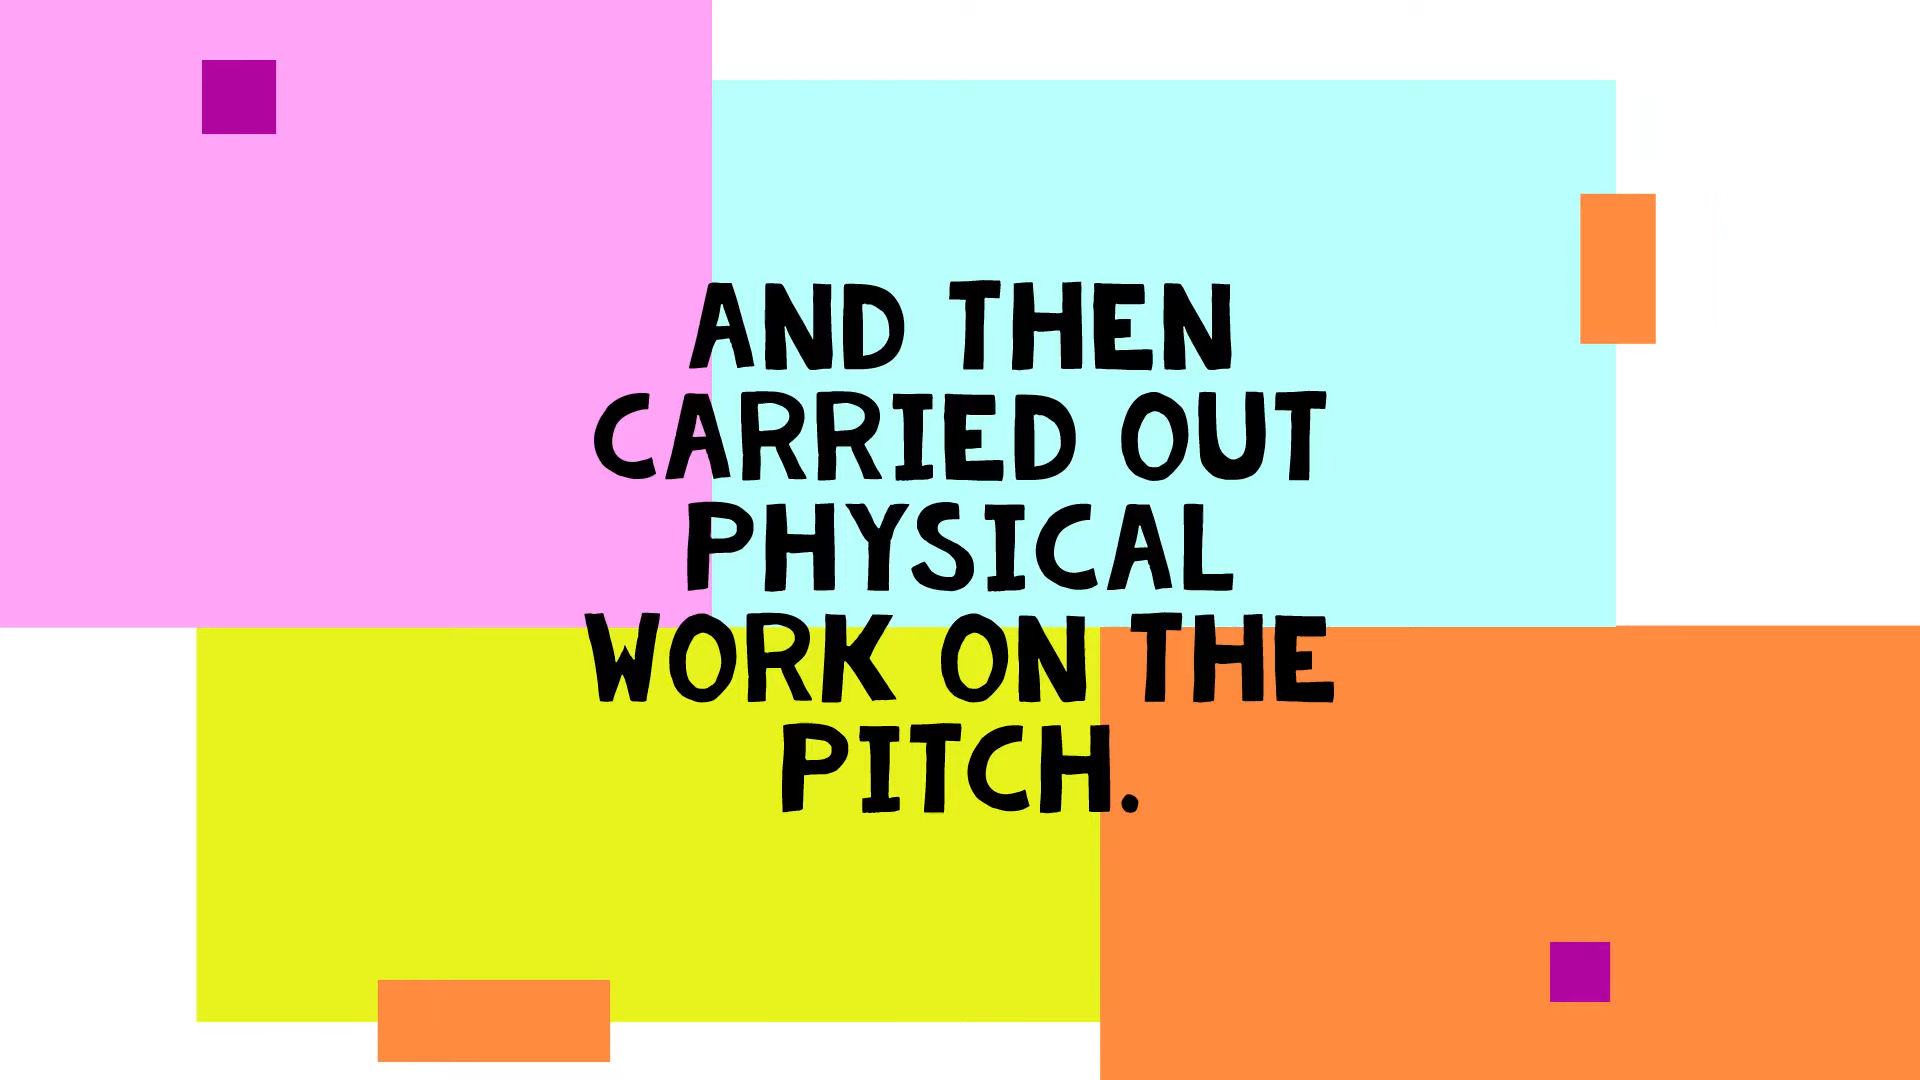 AND THEN
CARRIED OUT
PHYSICAL
WORK ON THE
PITCH.